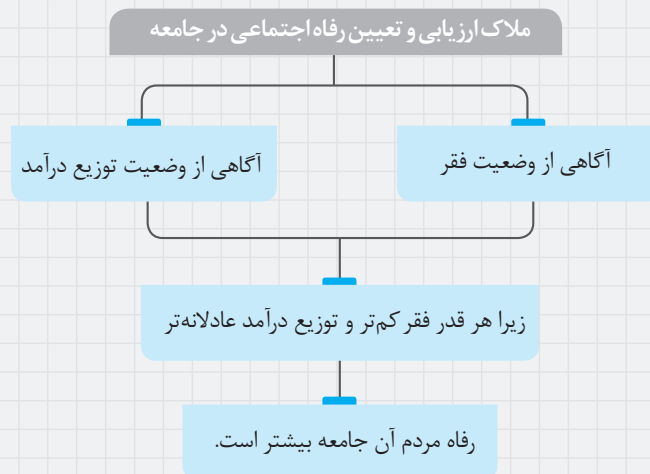 ملاک ارزیابی و تعیین رفاه اجتماعی در جامعه
آگاهی از وضعیت فقر
آگاهی از وضعیت توزیع درآمد
زیرا هر قدر فقر کم‌تر و توزیع درآمد عادلانه‌تر
رفاه مردم آن جامعه بیشتر است.